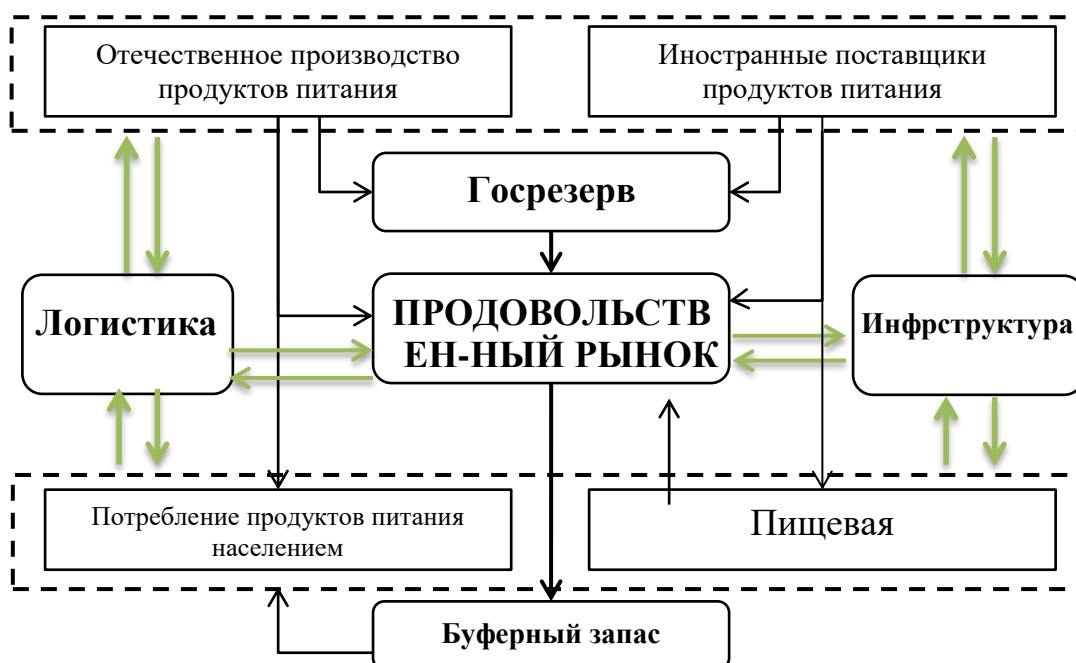 Отечественное производство
продуктов питания
Иностранные поставщики
продуктов питания
Госрезерв
Логистика
ПРОДОВОЛЬСТВ
ЕН-НЫЙ РЫНОК
Инфрструктура
Потребление продуктов питания
населением
Пищевая
Буферный запас